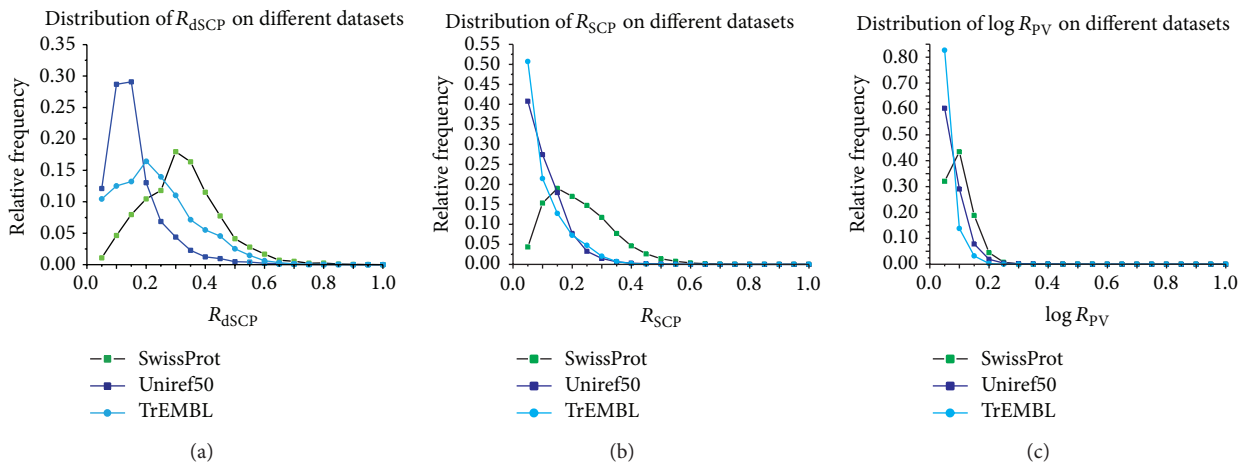 Distribution of R_dSCP on different datasets
Relative frequency
0.35
0.30
0.25
0.20
0.15
0.10
0.05
0.00
0.0 0.2 0.4 0.6 0.8 1.0
R_dSCP
SwissProt
Uniref50
TrEMBL
(a)
Distribution of R_SCP on different datasets
Relative frequency
0.55
0.50
0.45
0.40
0.35
0.30
0.25
0.20
0.15
0.10
0.05
0.00
0.0 0.2 0.4 0.6 0.8 1.0
R_SCP
SwissProt
Uniref50
TrEMBL
(b)
Distribution of log R_PV on different datasets
Relative frequency
0.80
0.70
0.60
0.50
0.40
0.30
0.20
0.10
0.00
0.0 0.2 0.4 0.6 0.8 1.0
log R_PV
SwissProt
Uniref50
TrEMBL
(c)